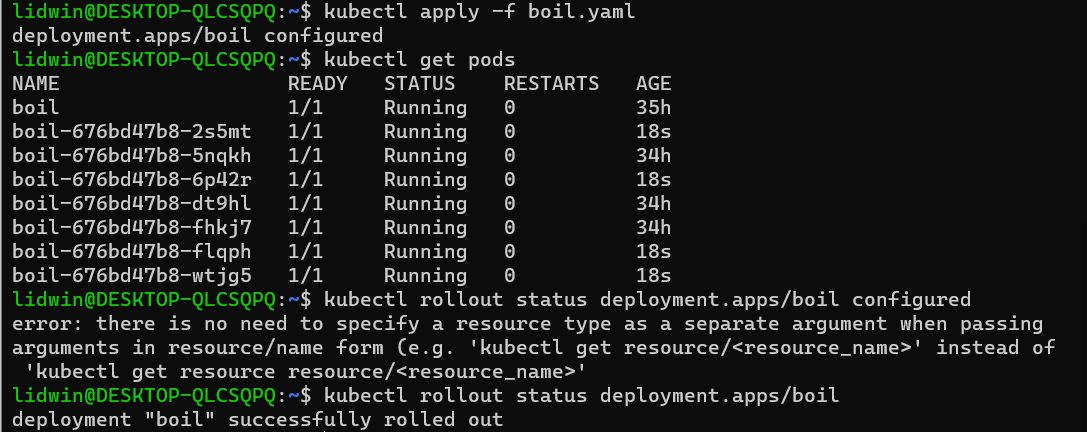 lidwin@DESKTOP-QLCSQPQ:~$ kubectl apply -f boil.yaml
deployment.apps/boil configured
lidwin@DESKTOP-QLCSQPQ:~$ kubectl get pods
NAME                    READY   STATUS    RESTARTS   AGE
boil                    1/1     Running   0          35h
boil-676bd47b8-2s5mt   1/1     Running   0          18s
boil-676bd47b8-5nqkh   1/1     Running   0          34h
boil-676bd47b8-6p42r   1/1     Running   0          18s
boil-676bd47b8-dt9hl   1/1     Running   0          34h
boil-676bd47b8-fhkj7   1/1     Running   0          34h
boil-676bd47b8-flqph   1/1     Running   0          18s
boil-676bd47b8-wtjg5   1/1     Running   0          18s
lidwin@DESKTOP-QLCSQPQ:~$ kubectl rollout status deployment.apps/boil configured
error: there is no need to specify a resource type as a separate argument when passing
arguments in resource/name form (e.g. 'kubectl get resource/<resource_name>' instead of
 'kubectl get resource resource/<resource_name>'
lidwin@DESKTOP-QLCSQPQ:~$ kubectl rollout status deployment.apps/boil
deployment "boil" successfully rolled out